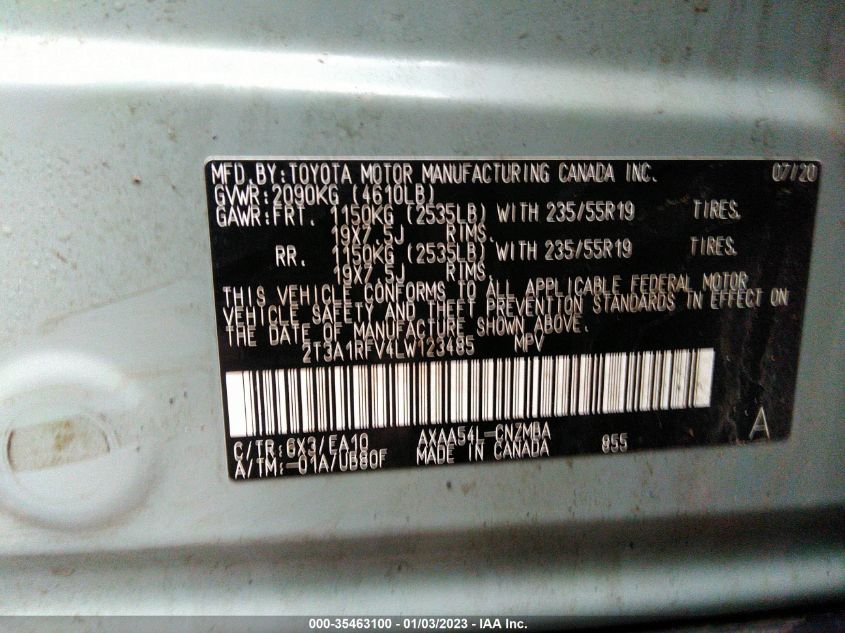 MFD.BY:TOYOTA MOTOR MANUFACTURING CANADA INC. 07/20
GVWR:2090KG (4610LB)
GAWR:FRT. 1150KG (2535LB) WITH 235/55R19 TIRES.
19X7.5J RIMS.
RR. 1150KG (2535LB) WITH 235/55R19 TIRES.
19X7.5J RIMS.
THIS VEHICLE CONFORMS TO ALL APPLICABLE FEDERAL MOTOR
VEHICLE SAFETY AND THEFT PREVENTION STANDARDS IN EFFECT ON
THE DATE OF MANUFACTURE SHOWN ABOVE.
2T3A1RFV4LW123485 MPV
C/TR:6X3/EA10 AXAA54L-CNZMBA 855 A
A/TM:-01A/UB80F MADE IN CANADA
000-35463100 - 01/03/2023 - IAA Inc.